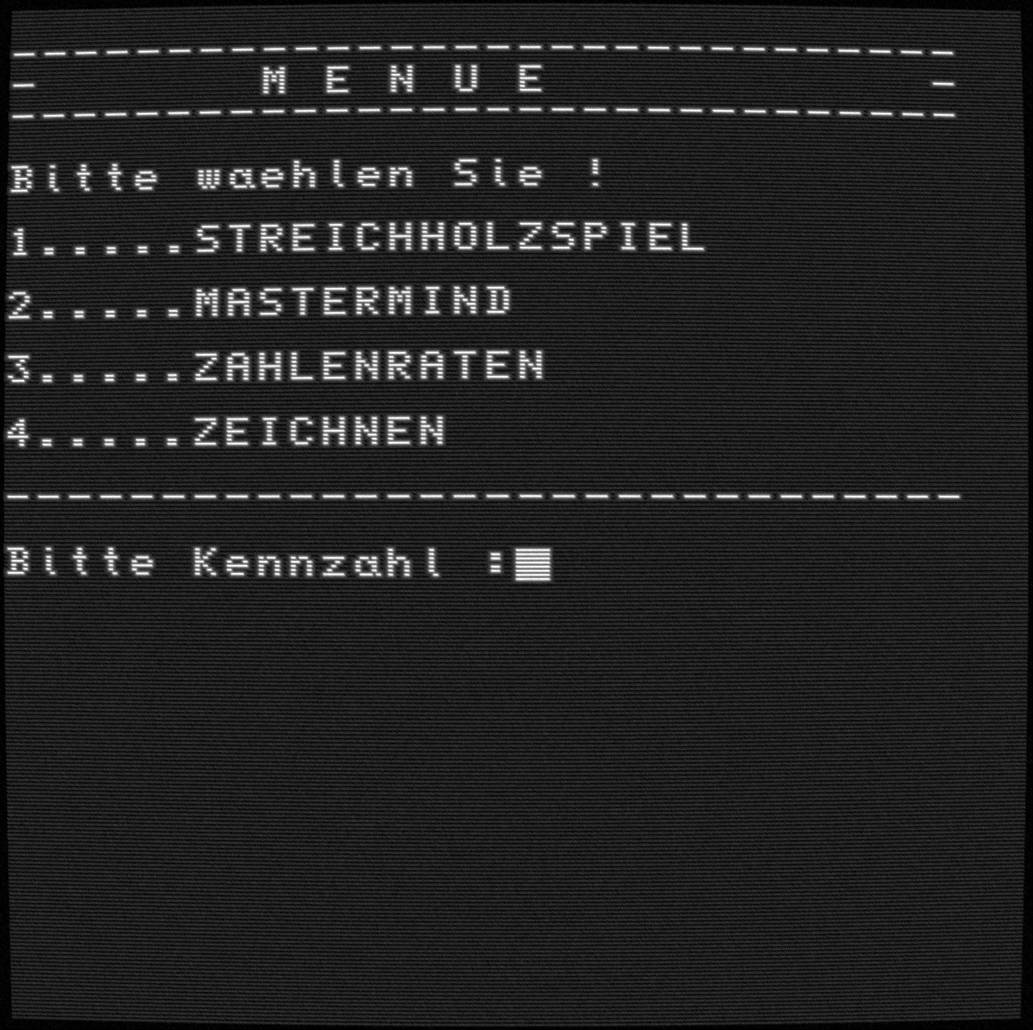 ------------------------------
- M E N U E -
------------------------------
Bitte waehlen Sie !
1.....STREICHHOLZSPIEL
2.....MASTERMIND
3.....ZAHLENRATEN
4.....ZEICHNEN
------------------------------
Bitte Kennzahl :